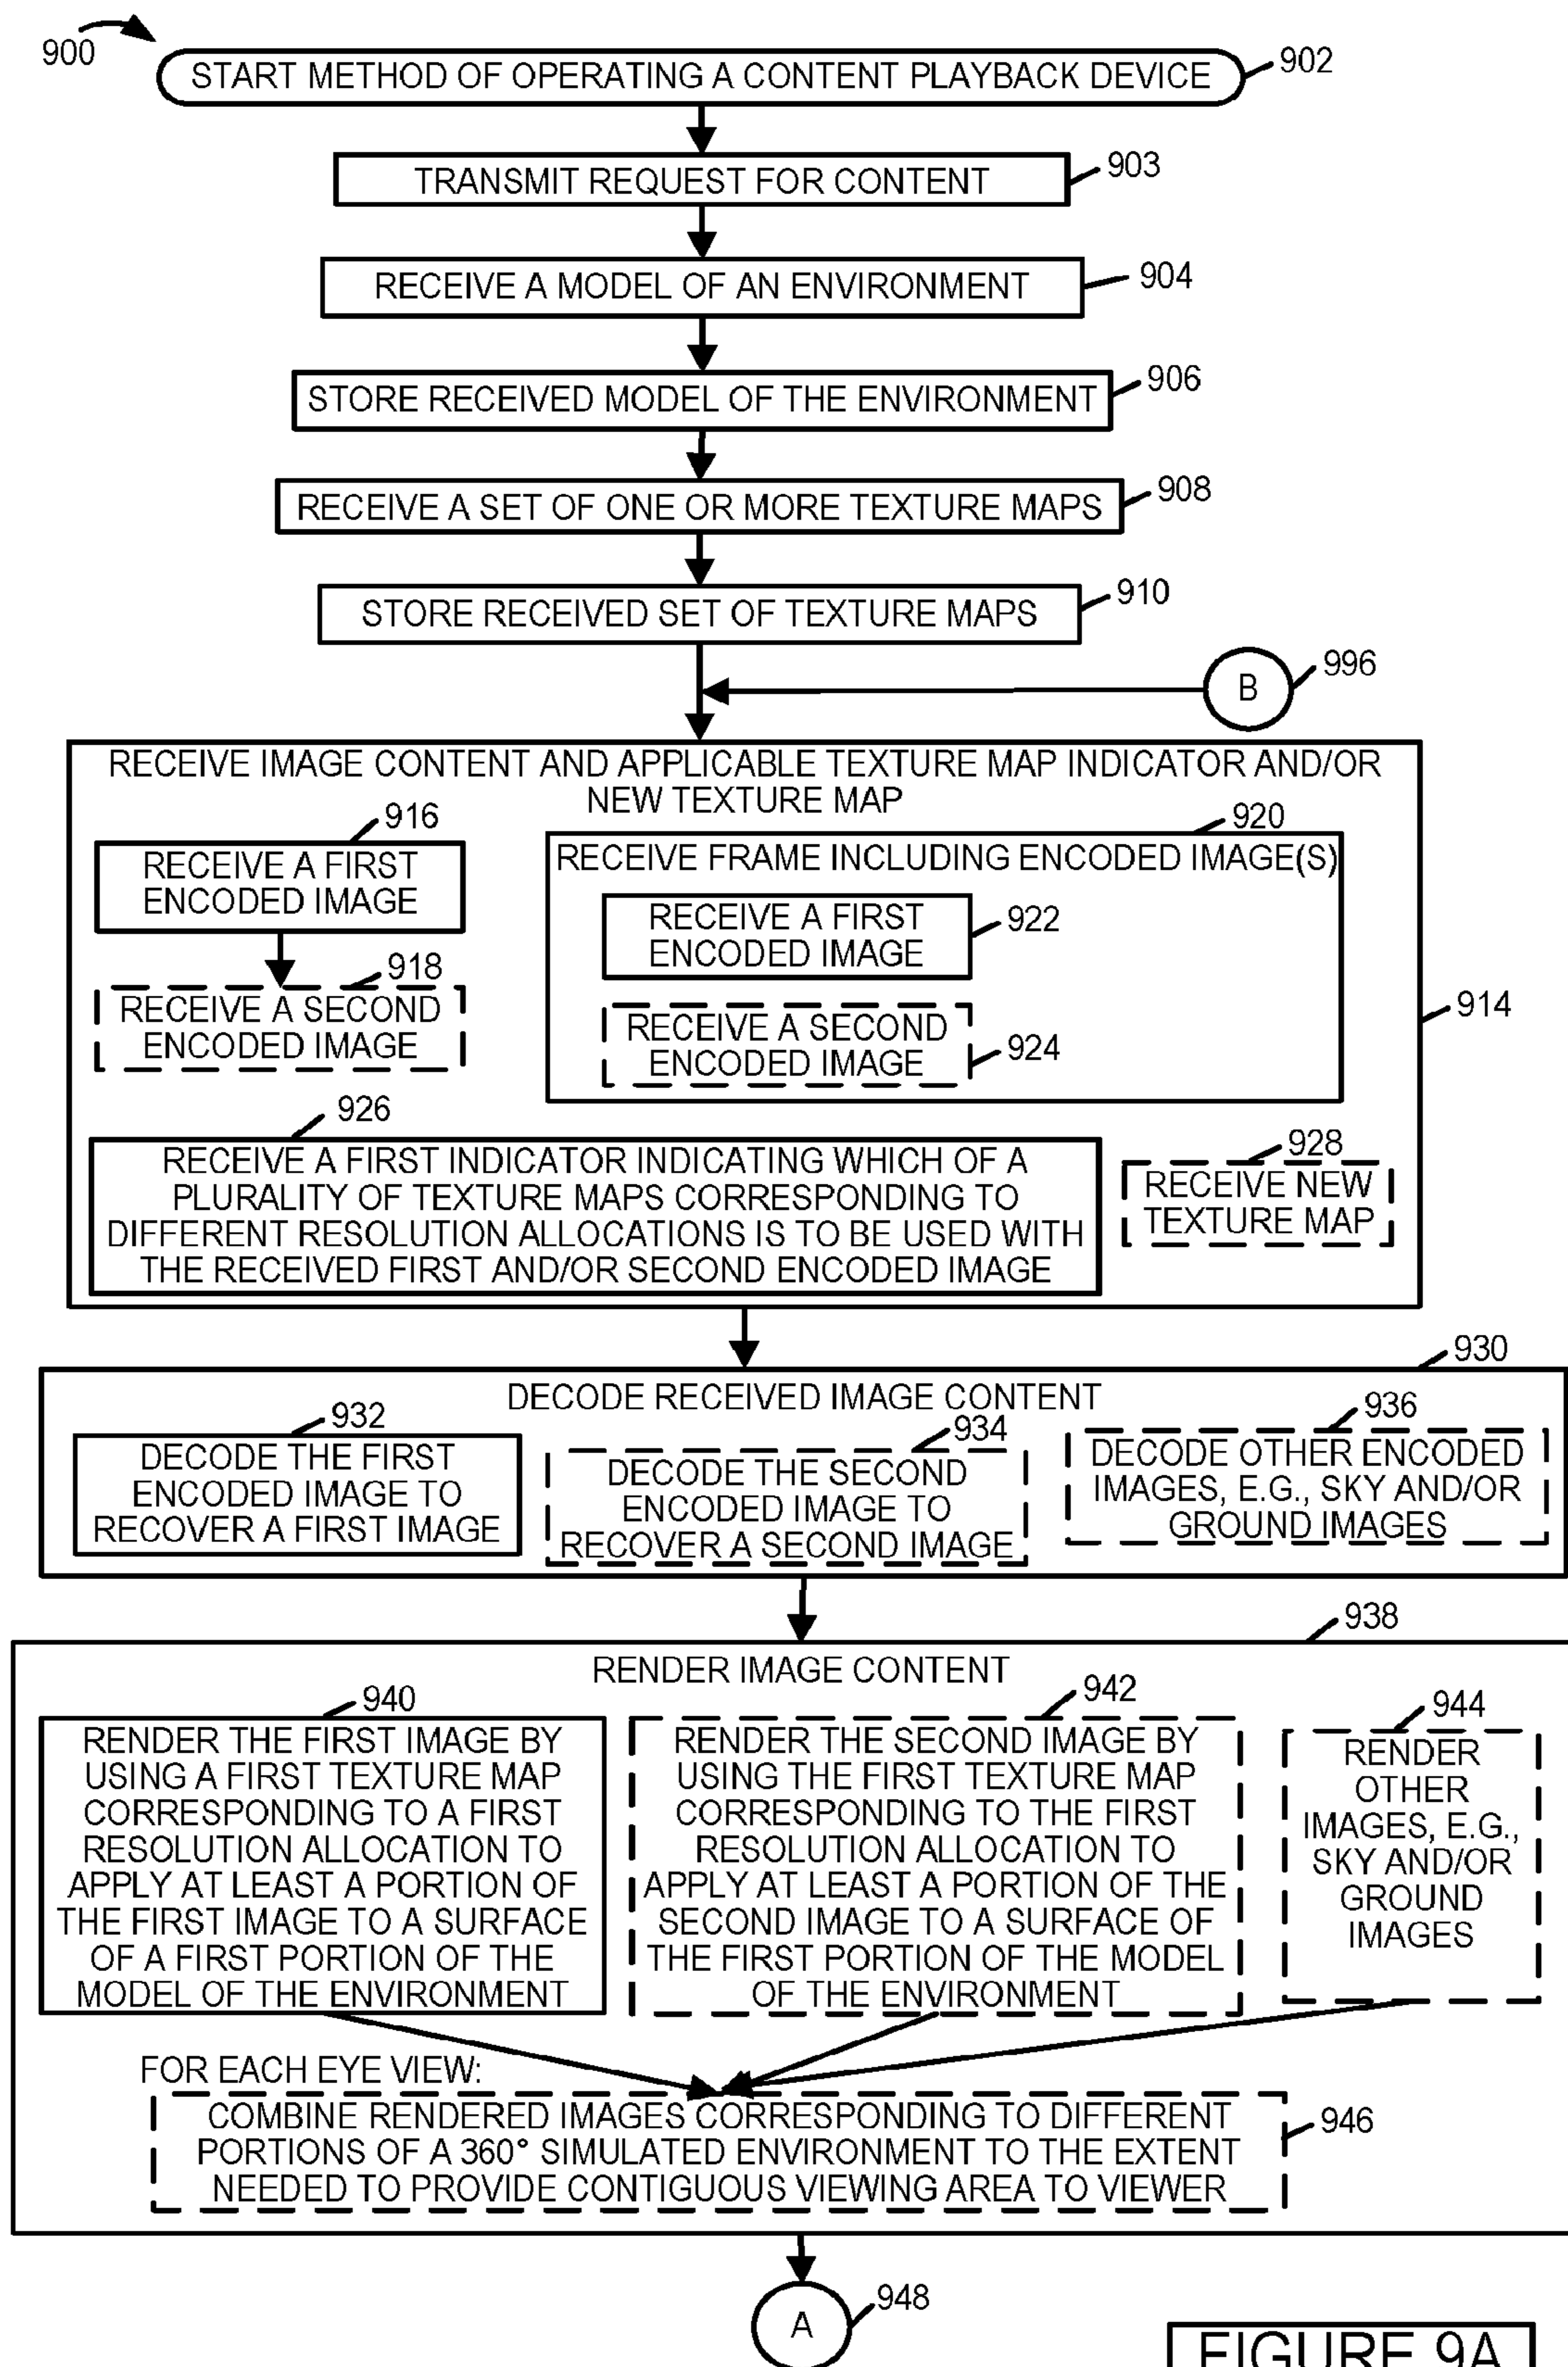 900
START METHOD OF OPERATING A CONTENT PLAYBACK DEVICE
902
TRANSMIT REQUEST FOR CONTENT
903
RECEIVE A MODEL OF AN ENVIRONMENT
904
STORE RECEIVED MODEL OF THE ENVIRONMENT
906
RECEIVE A SET OF ONE OR MORE TEXTURE MAPS
908
STORE RECEIVED SET OF TEXTURE MAPS
910
B
996
RECEIVE IMAGE CONTENT AND APPLICABLE TEXTURE MAP INDICATOR AND/OR
NEW TEXTURE MAP
914
916
RECEIVE A FIRST
ENCODED IMAGE
918
RECEIVE A SECOND
ENCODED IMAGE
920
RECEIVE FRAME INCLUDING ENCODED IMAGE(S)
RECEIVE A FIRST
ENCODED IMAGE
922
RECEIVE A SECOND
ENCODED IMAGE
924
926
RECEIVE A FIRST INDICATOR INDICATING WHICH OF A
PLURALITY OF TEXTURE MAPS CORRESPONDING TO
DIFFERENT RESOLUTION ALLOCATIONS IS TO BE USED WITH
THE RECEIVED FIRST AND/OR SECOND ENCODED IMAGE
928
RECEIVE NEW
TEXTURE MAP
930
DECODE RECEIVED IMAGE CONTENT
932
DECODE THE FIRST
ENCODED IMAGE TO
RECOVER A FIRST IMAGE
934
DECODE THE SECOND
ENCODED IMAGE TO
RECOVER A SECOND IMAGE
936
DECODE OTHER ENCODED
IMAGES, E.G., SKY AND/OR
GROUND IMAGES
938
RENDER IMAGE CONTENT
940
RENDER THE FIRST IMAGE BY
USING A FIRST TEXTURE MAP
CORRESPONDING TO A FIRST
RESOLUTION ALLOCATION TO
APPLY AT LEAST A PORTION OF
THE FIRST IMAGE TO A SURFACE
OF A FIRST PORTION OF THE
MODEL OF THE ENVIRONMENT
942
RENDER THE SECOND IMAGE BY
USING THE FIRST TEXTURE MAP
CORRESPONDING TO THE FIRST
RESOLUTION ALLOCATION TO
APPLY AT LEAST A PORTION OF THE
SECOND IMAGE TO A SURFACE OF
THE FIRST PORTION OF THE MODEL
OF THE ENVIRONMENT
944
RENDER
OTHER
IMAGES, E.G.,
SKY AND/OR
GROUND
IMAGES
FOR EACH EYE VIEW:
COMBINE RENDERED IMAGES CORRESPONDING TO DIFFERENT
PORTIONS OF A 360° SIMULATED ENVIRONMENT TO THE EXTENT
NEEDED TO PROVIDE CONTIGUOUS VIEWING AREA TO VIEWER
946
A
948
FIGURE 9A